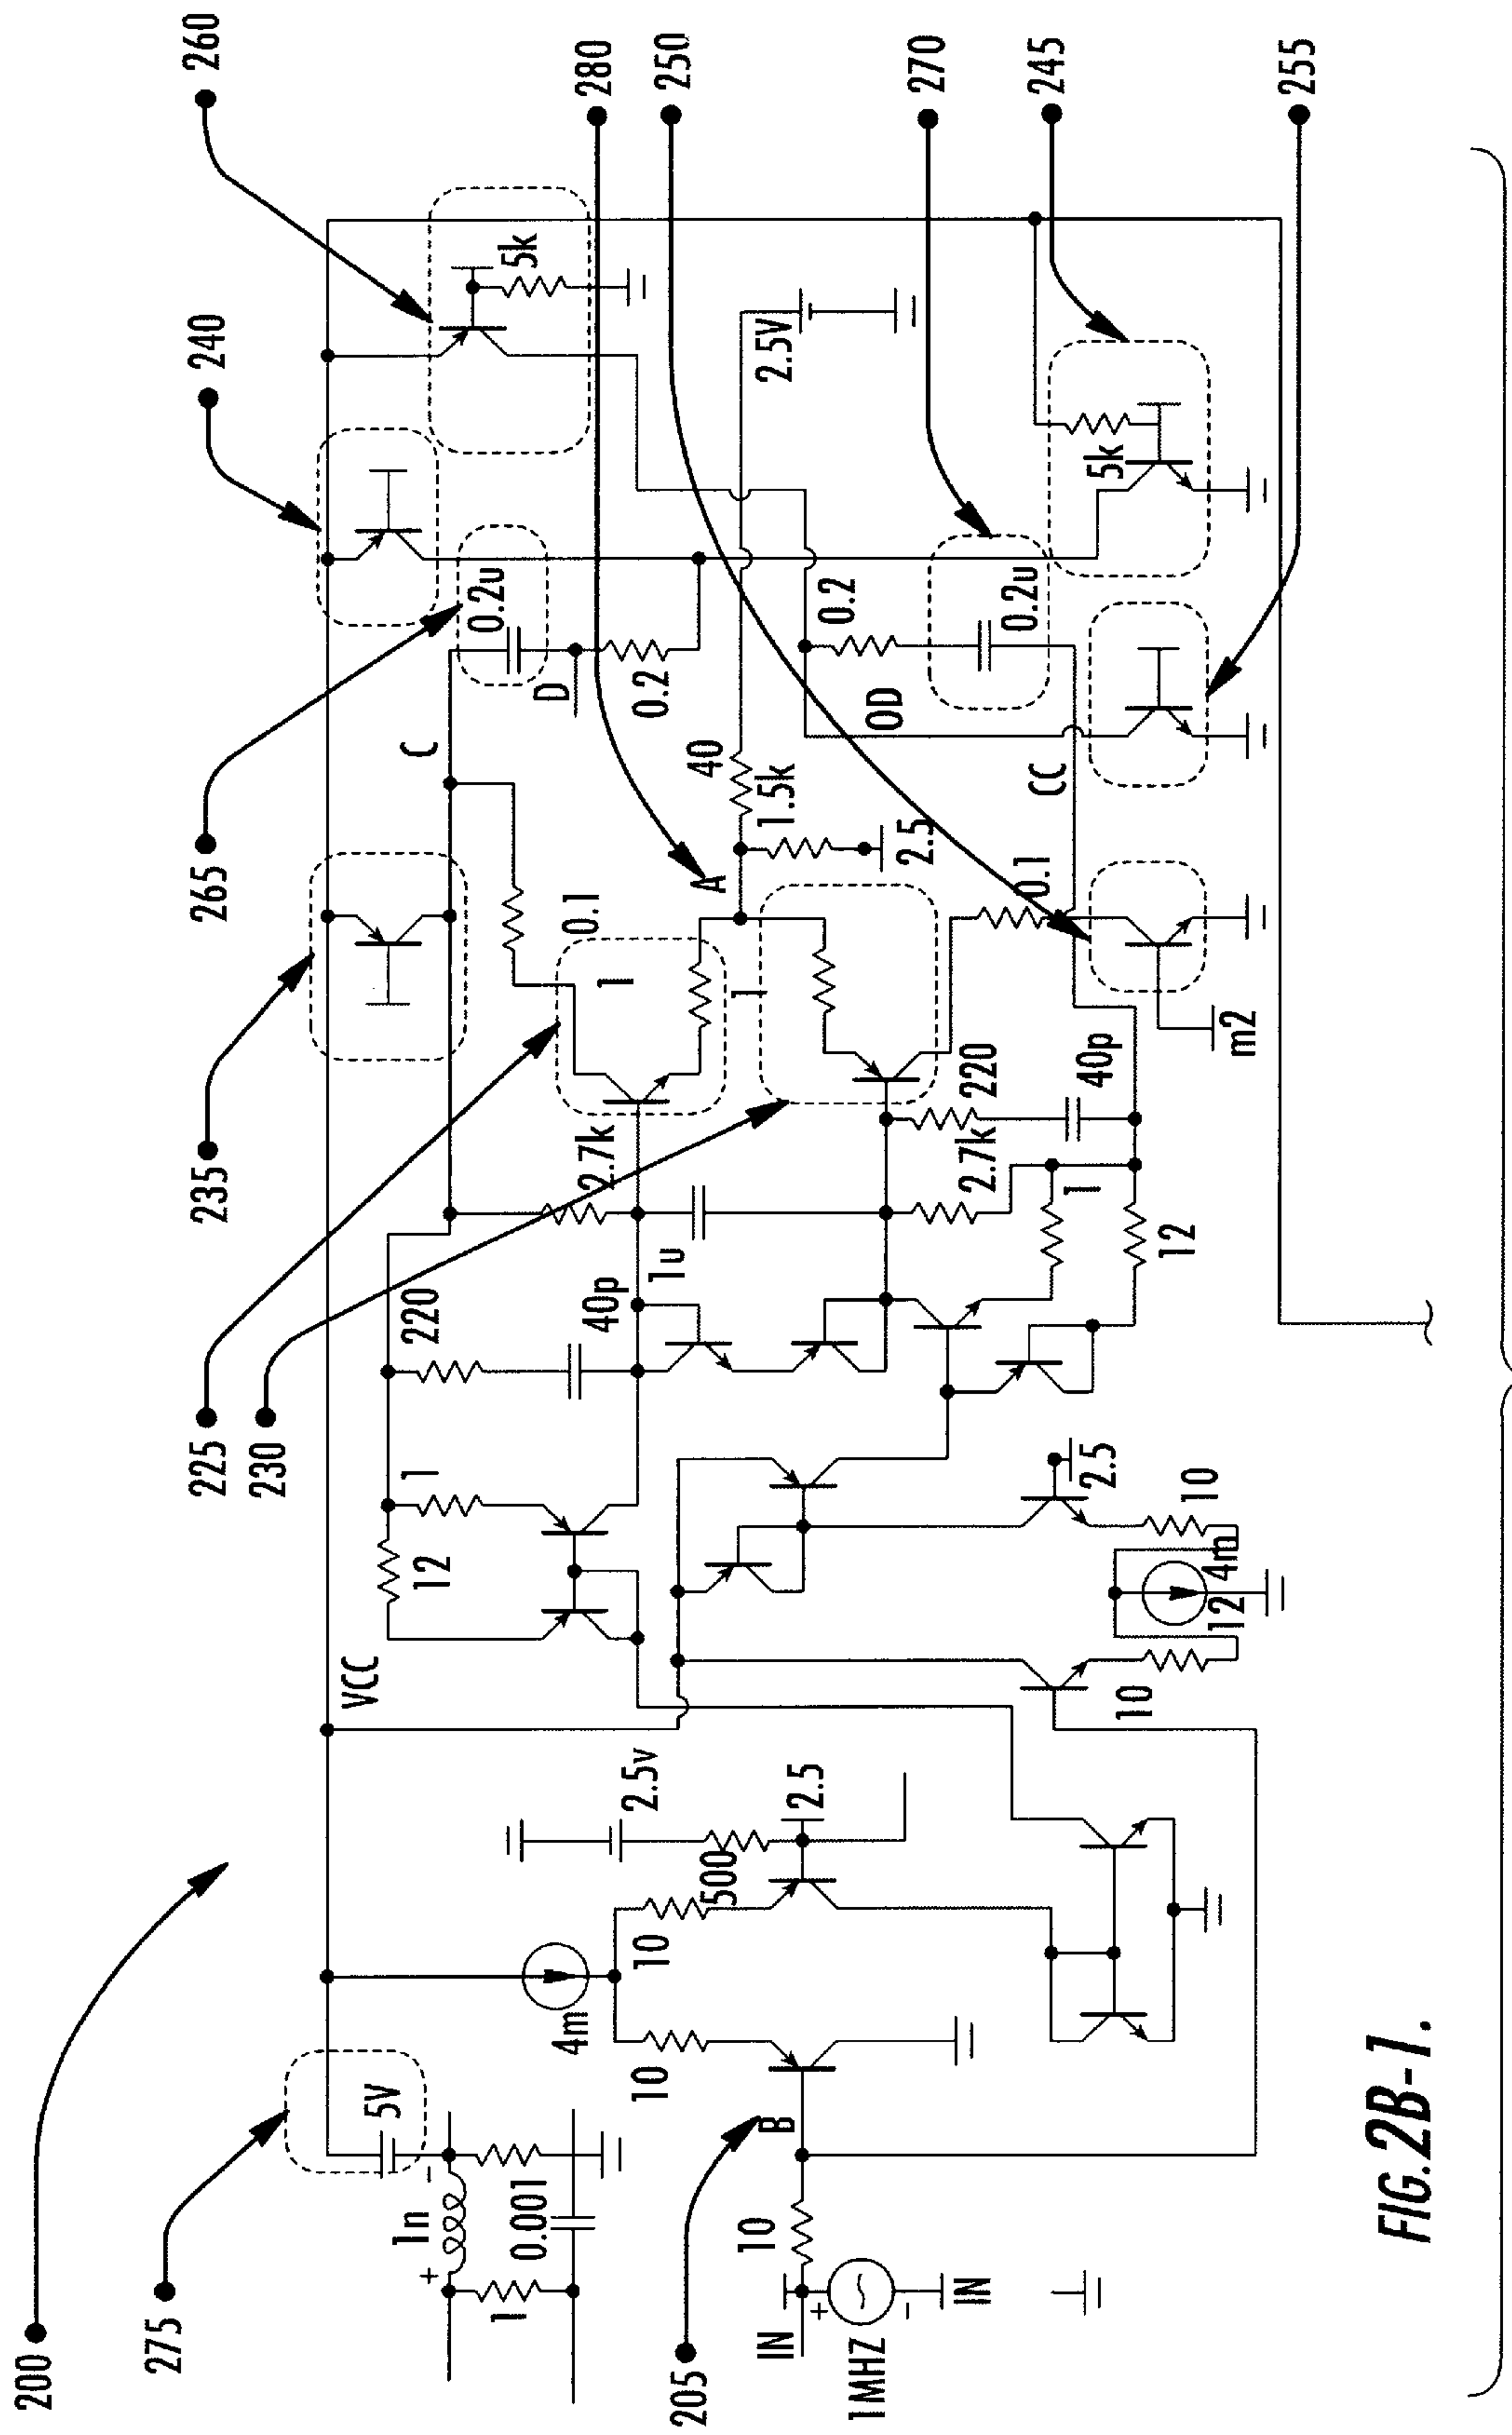 200
275
205
225
230
235
265
240
260
280
250
270
245
255
VCC
5V
1n
+
-
0.001
1
IN
+
-
1MHZ
IN
10
B
4m
10
10
500
2.5v
2.5
12
1
220
40p
2.7k
1u
C
0.1
1
1
A
40
1.5k
2.5
2.5V
D
0.2u
0.2
5k
0.2
0.2u
OD
CC
5k
0.1
m2
220
40p
2.7k
1
12
2.5
10
4m
12
10
FIG.2B-1.